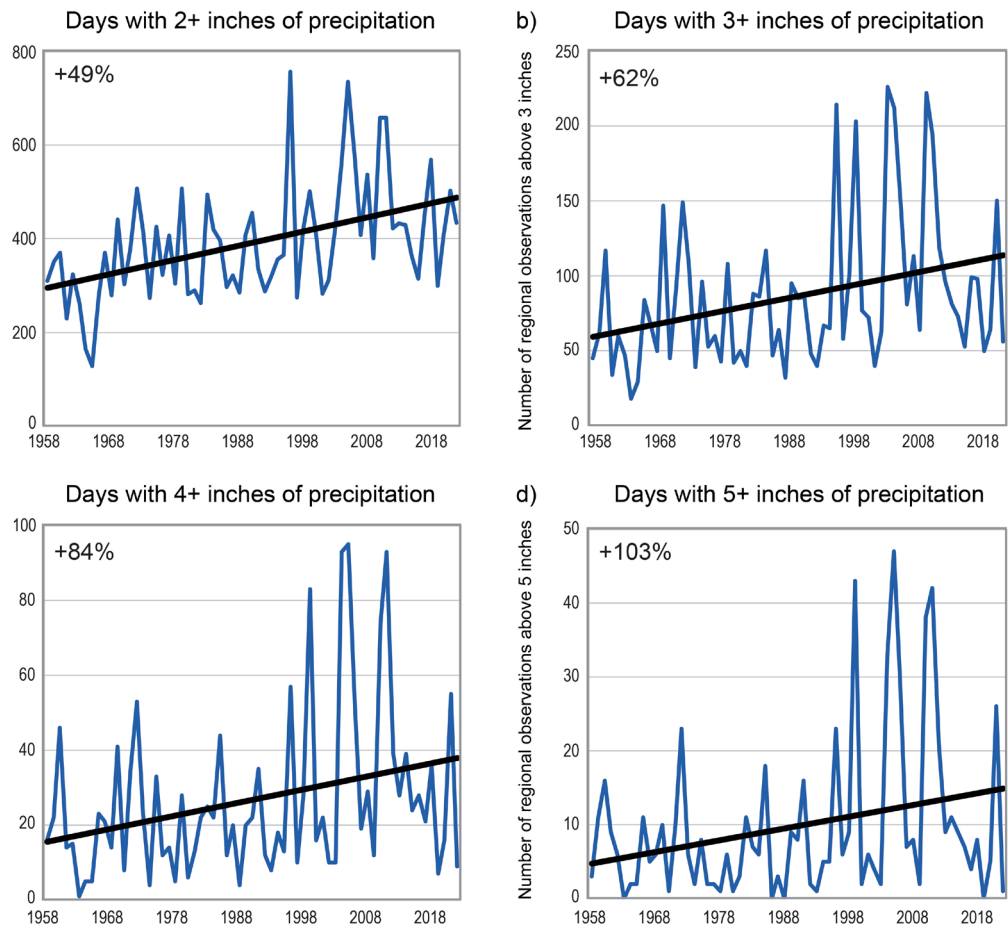 Days with 2+ inches of precipitation
+49%
800
600
400
200
0
1958 1968 1978 1988 1998 2008 2018
b) Days with 3+ inches of precipitation
Number of regional observations above 3 inches
+62%
250
200
150
100
50
0
1958 1968 1978 1988 1998 2008 2018
Days with 4+ inches of precipitation
+84%
100
80
60
40
20
0
1958 1968 1978 1988 1998 2008 2018
d) Days with 5+ inches of precipitation
Number of regional observations above 5 inches
+103%
50
40
30
20
10
0
1958 1968 1978 1988 1998 2008 2018